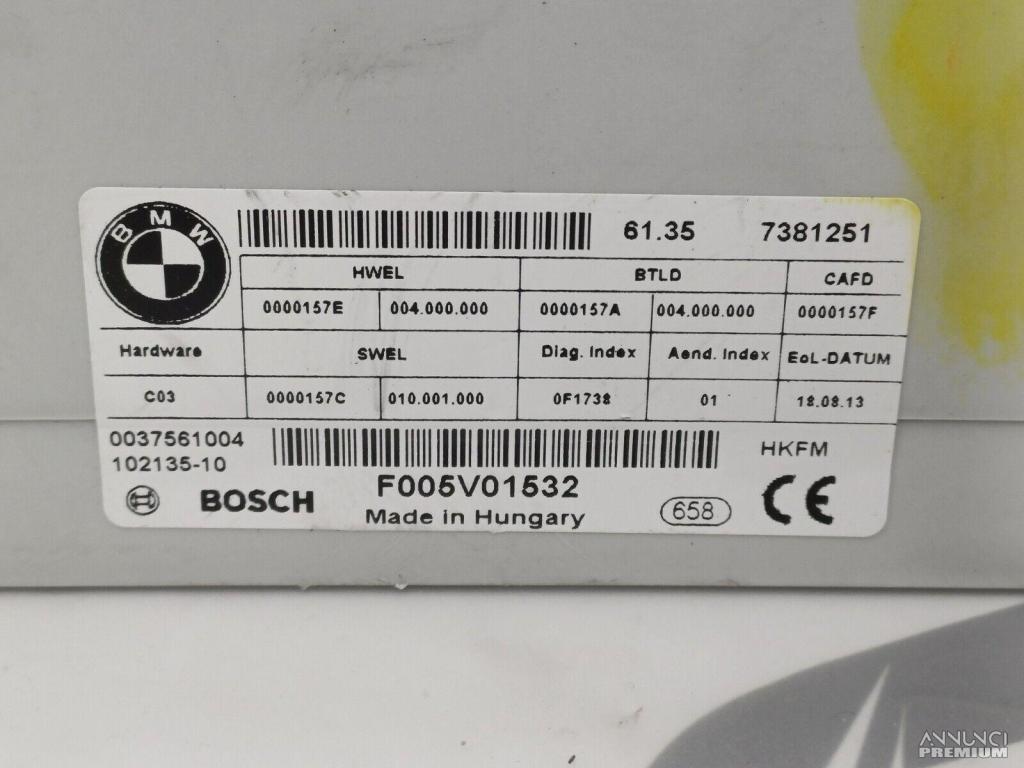 BMW
61.35 7381251
HWEL BTLD CAFD
0000157E 004.000.000 0000157A 004.000.000 0000157F
Hardware SWEL Diag. Index Aend. Index EoL-DATUM
C03 0000157C 010.001.000 0F1738 01 18.08.13
0037561004
102135-10
HKFM
BOSCH
F005V01532
Made in Hungary
658
CE
ANNUNCI
PREMIUM